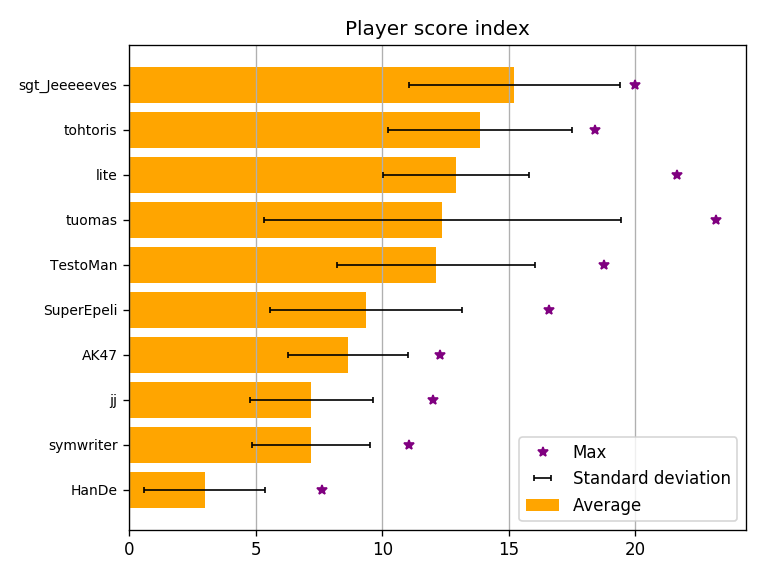 Player score index
sgt_Jeeeeves
tohtoris
lite
tuomas
TestoMan
SuperEpeli
AK47
jj
symwriter
HanDe
Max
Standard deviation
Average
0 5 10 15 20